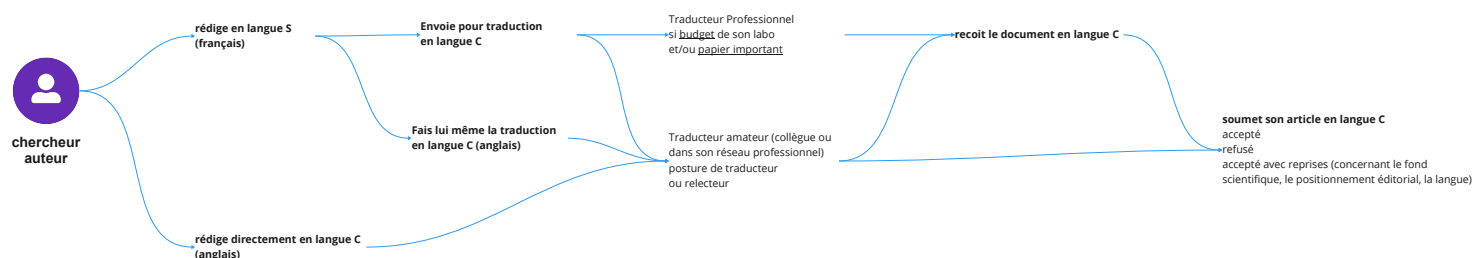 chercheur
auteur
rédige en langue S
(français)
rédige directement en langue C
(anglais)
Envoie pour traduction
en langue C
Fais lui même la traduction
en langue C (anglais)
Traducteur Professionnel
si budget de son labo
et/ou papier important
Traducteur amateur (collègue ou
dans son réseau professionnel)
posture de traducteur
ou relecteur
recoit le document en langue C
soumet son article en langue C
accepté
refusé
accepté avec reprises (concernant le fond
scientifique, le positionnement éditorial, la langue)